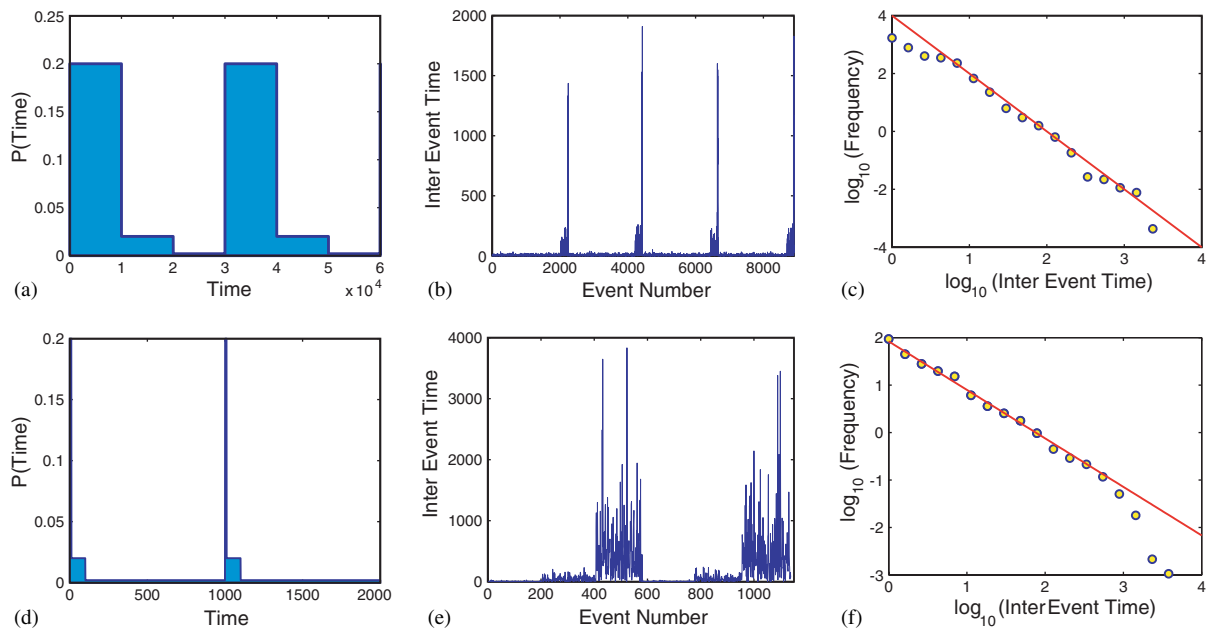 0.25
0.2
0.15
0.1
0.05
0
0 1 2 3 4 5 6
x 10⁴
P(Time)
Time
(a)
2000
1500
1000
500
0
0 2000 4000 6000 8000
Inter Event Time
Event Number
(b)
4
2
0
-2
-4
0 1 2 3 4
log₁₀ (Frequency)
log₁₀ (Inter Event Time)
(c)
0.2
0.15
0.1
0.05
0
0 500 1000 1500 2000
P(Time)
Time
(d)
4000
3000
2000
1000
0
0 200 400 600 800 1000
Inter Event Time
Event Number
(e)
2
1
0
-1
-2
-3
0 1 2 3 4
log₁₀ (Frequency)
log₁₀ (Inter Event Time)
(f)